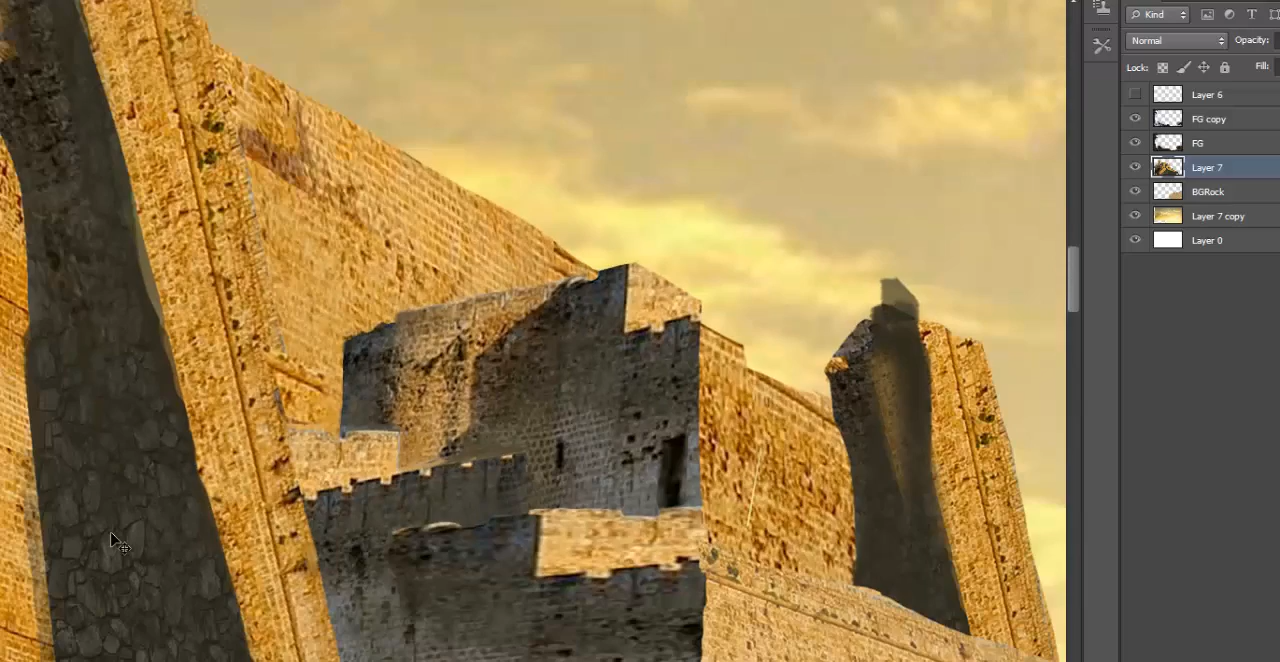 Kind
T
Normal
Opacity:
Lock:
Fill:
Layer 6
FG copy
FG
Layer 7
BGRock
Layer 7 copy
Layer 0